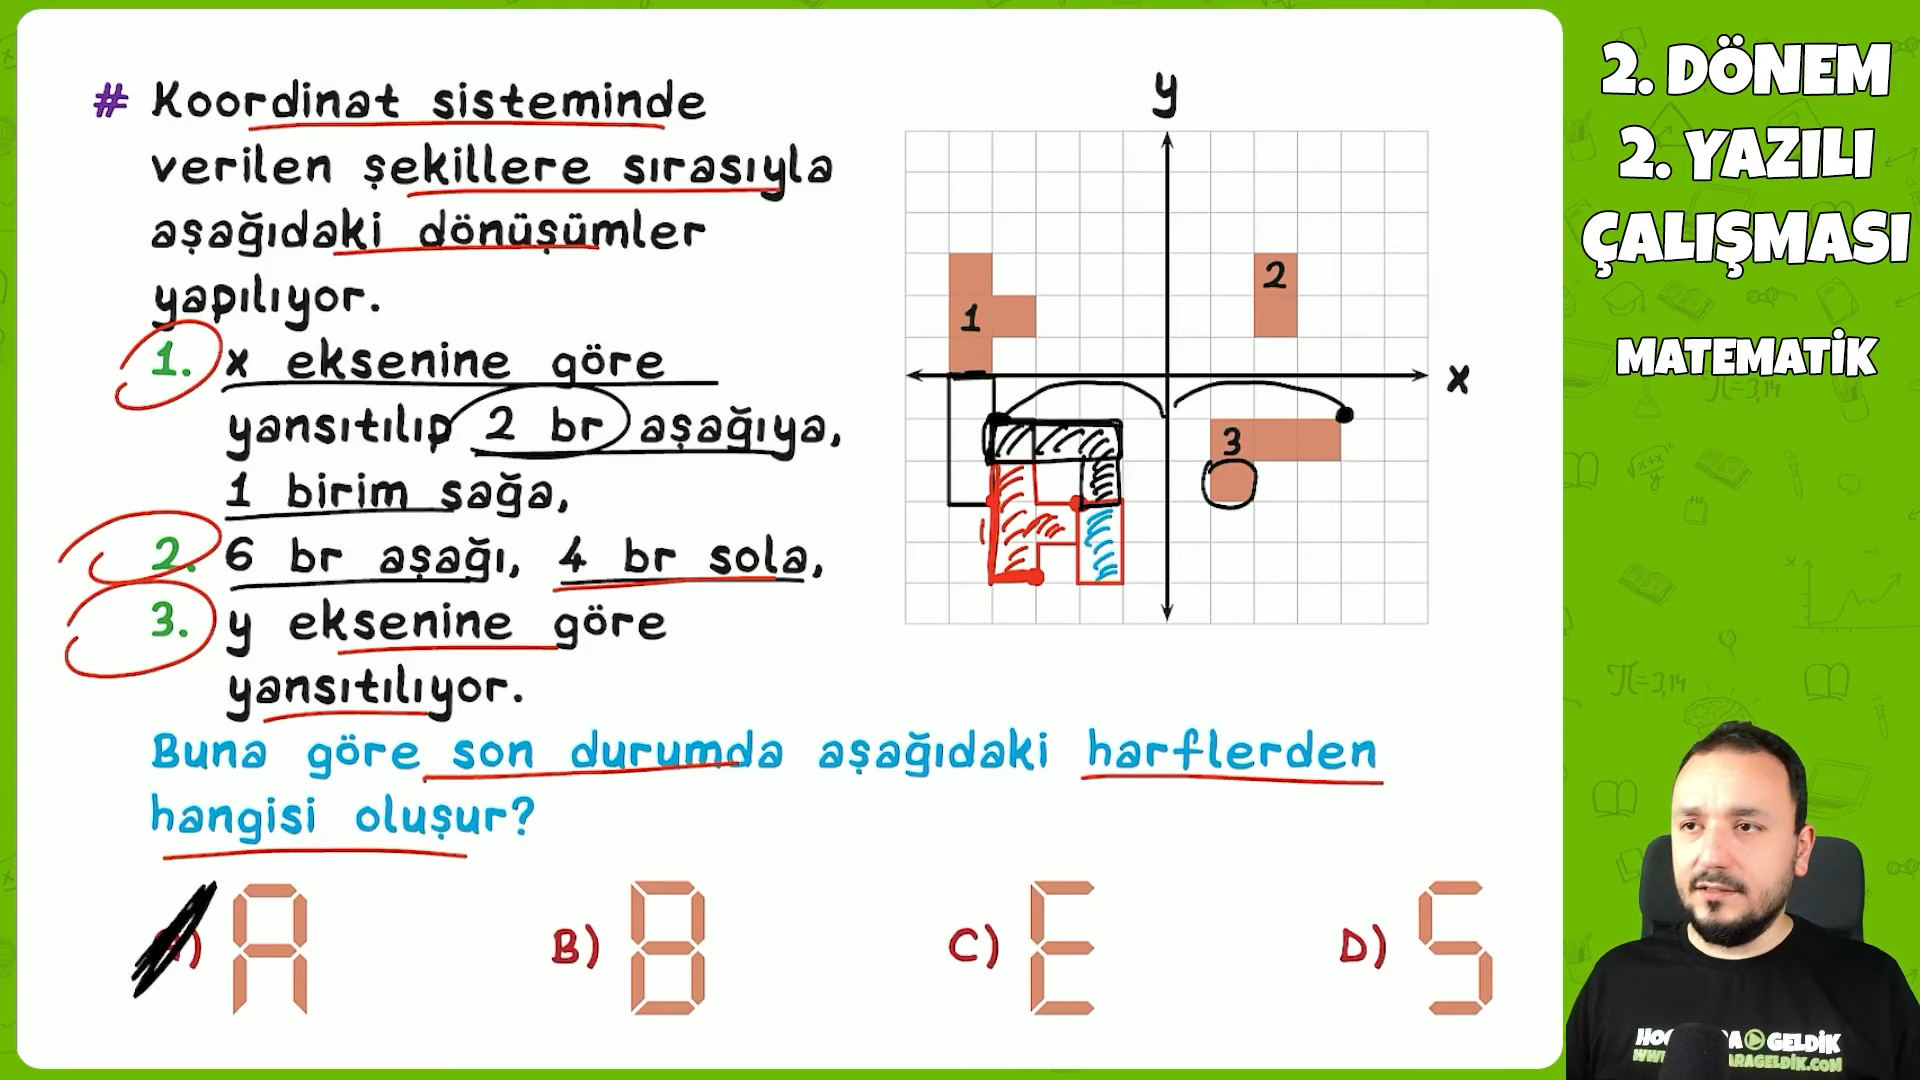 # Koordinat sisteminde
verilen şekillere sırasıyla
aşağıdaki dönüşümler
yapılıyor.
1. x eksenine göre
yansıtılıp 2 br aşağıya,
1 birim sağa,
2. 6 br aşağı, 4 br sola,
3. y eksenine göre
yansıtılıyor.
Buna göre son durumda aşağıdaki harflerden
hangisi oluşur?
A
B) B
C) E
D) S
y
x
1
2
3
2. DÖNEM
2. YAZILI
ÇALIŞMASI
MATEMATİK
GELDİK